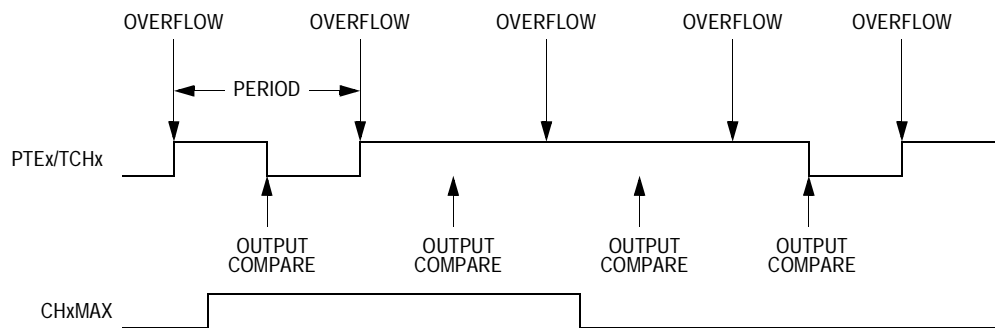 OVERFLOW OVERFLOW OVERFLOW OVERFLOW OVERFLOW
PERIOD
PTEx/TCHx
OUTPUT COMPARE
OUTPUT COMPARE
OUTPUT COMPARE
OUTPUT COMPARE
CHxMAX